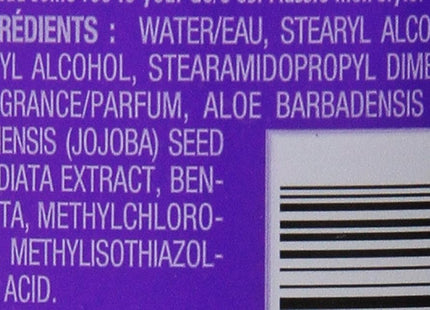 RÉDIENTS : WATER/EAU, STEARYL ALCO
YL ALCOHOL, STEARAMIDOPROPYL DIME
GRANCE/PARFUM, ALOE BARBADENSIS
ENSIS (JOJOBA) SEED
DIATA EXTRACT, BEN-
TA, METHYLCHLORO-
METHYLISOTHIAZOL-
ACID.